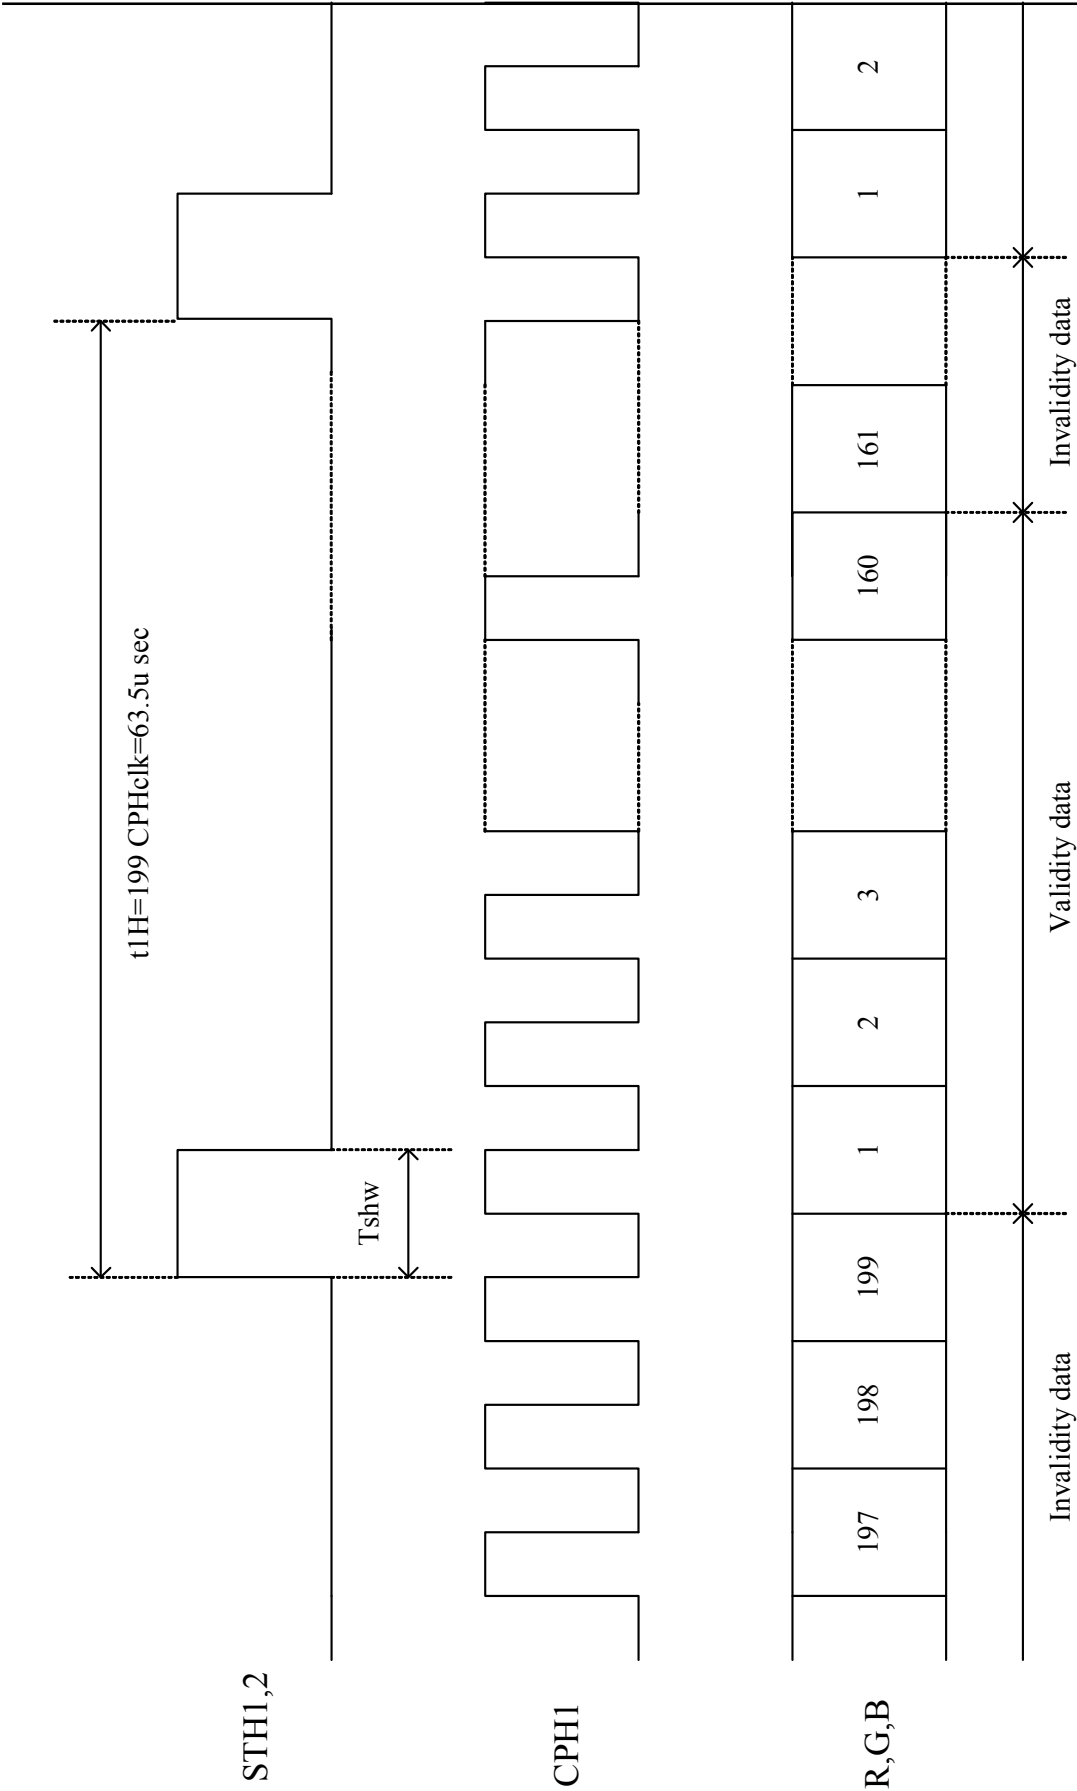 t1H=199 CPHclk=63.5u sec
STH1,2
Tshw
CPH1
R,G,B
197
198
199
1
2
3
160
161
1
2
Invalidity data
Validity data
Invalidity data